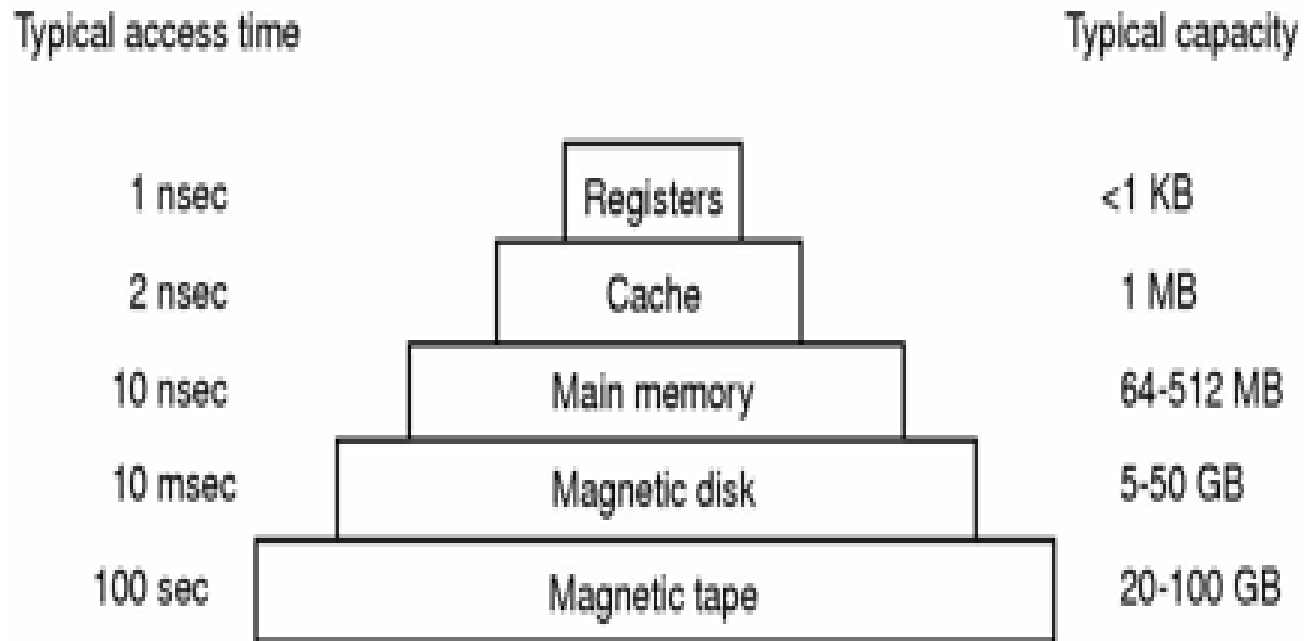 Typical access time Typical capacity
1 nsec Registers <1 KB
2 nsec Cache 1 MB
10 nsec Main memory 64-512 MB
10 msec Magnetic disk 5-50 GB
100 sec Magnetic tape 20-100 GB